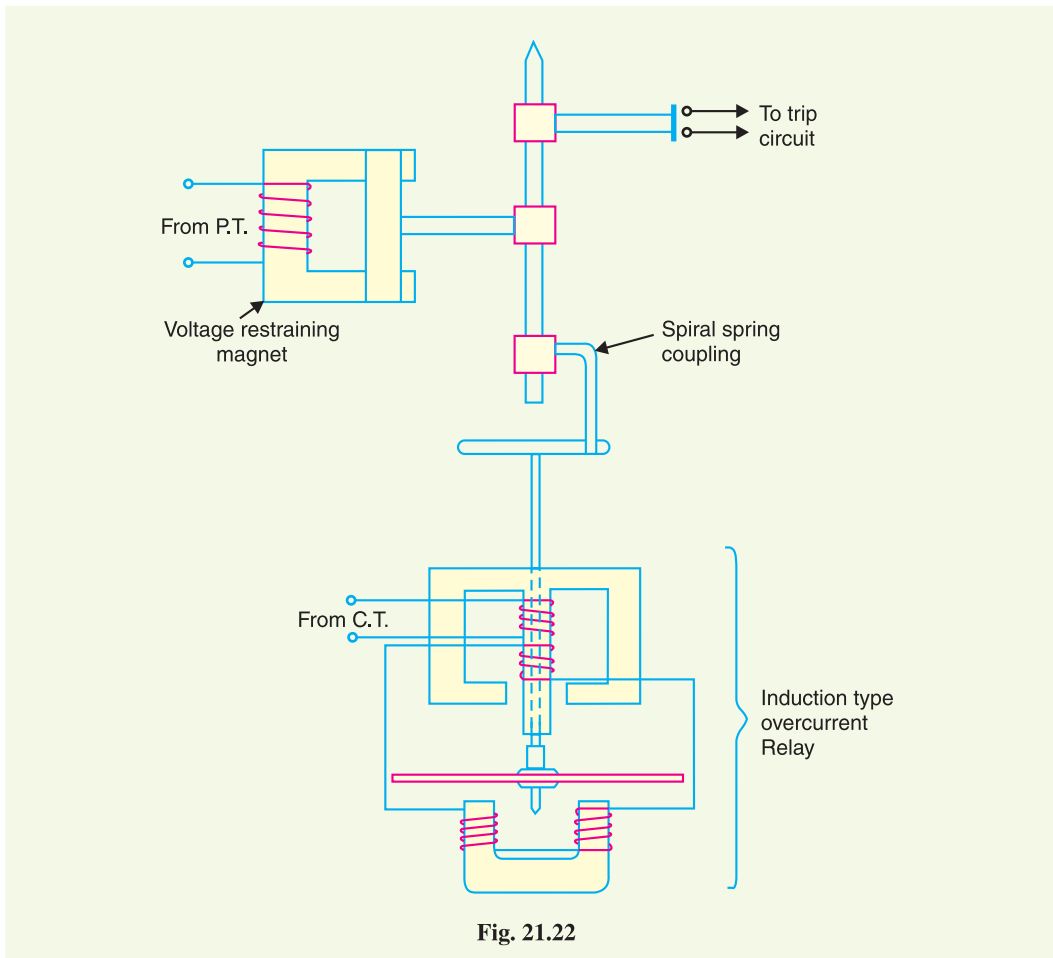 To trip
circuit
From P.T.
Voltage restraining
magnet
Spiral spring
coupling
From C.T.
Induction type
overcurrent
Relay
Fig. 21.22